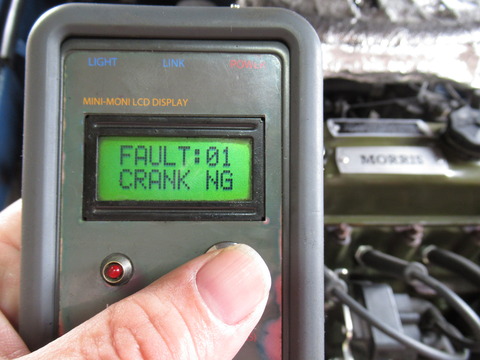 LIGHT LINK
MINI-MONI LCD DISPLAY
FAULT:01
CRANK NG
MORRIS